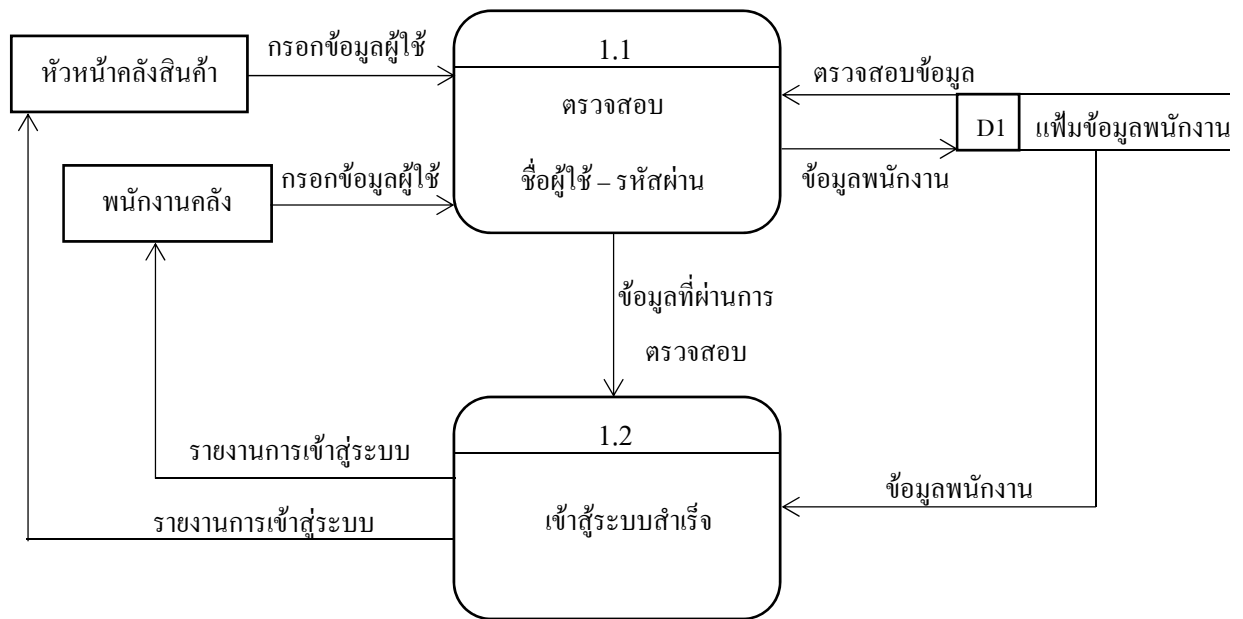 กรอกข้อมูลผู้ใช้
1.1
หัวหน้าคลังสินค้า
ตรวจสอบข้อมูล
ตรวจสอบ
D1
แฟ้มข้อมูลพนักงาน
กรอกข้อมูลผู้ใช้
ชื่อผู้ใช้ – รหัสผ่าน
ข้อมูลพนักงาน
พนักงานคลัง
ข้อมูลที่ผ่านการ
ตรวจสอบ
1.2
รายงานการเข้าสู่ระบบ
ข้อมูลพนักงาน
รายงานการเข้าสู่ระบบ
เข้าสู้ระบบสำเร็จ